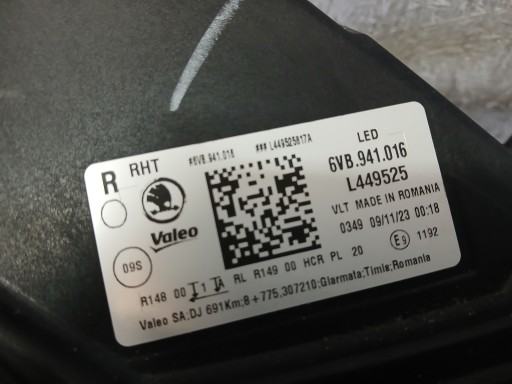 R RHT #6VB.941.016 ### L449525817A LED
6VB.941.016
L449525
Valeo
VLT MADE IN ROMANIA
0349 09/11/23 00:18
09S
E9 1192
R148 00 1 1A RL R149 00 HCR PL 20
Valeo SA:DJ 691Km:8+775.307210:Giarmata:Timis:Romania